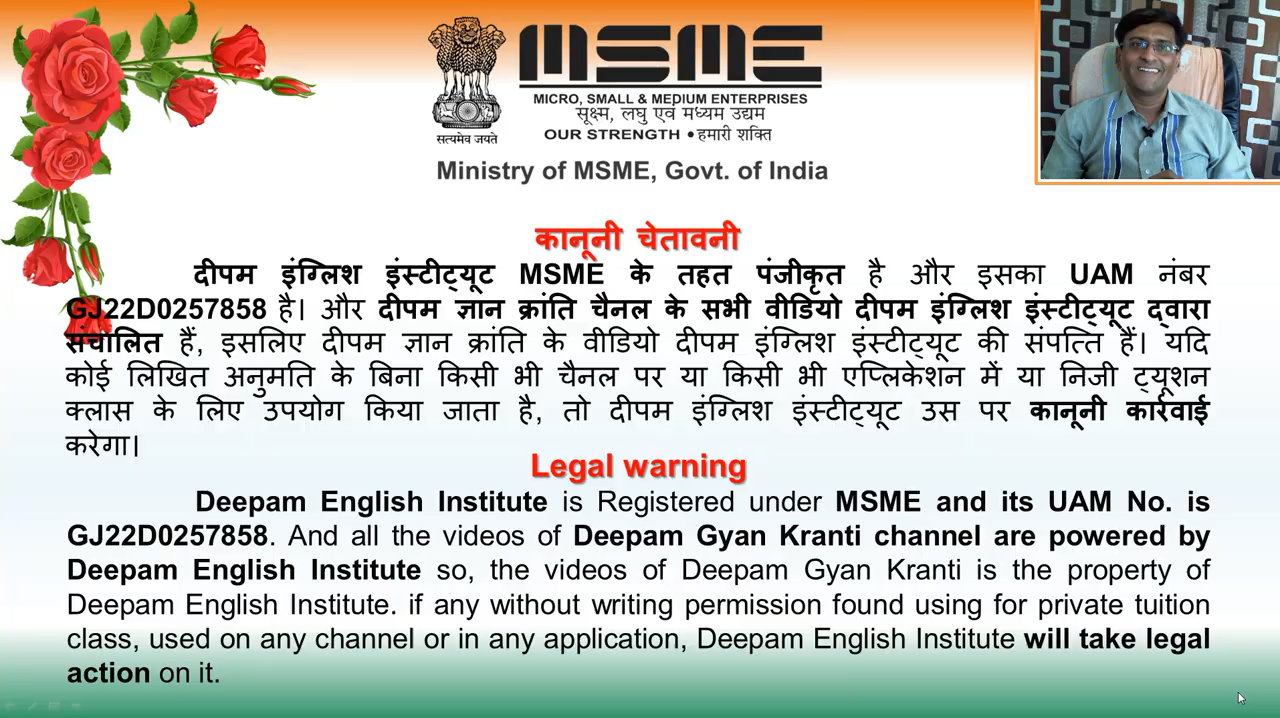 MSME
MICRO, SMALL & MEDIUM ENTERPRISES
सूक्ष्म, लघु एवं मध्यम उद्यम
OUR STRENGTH • हमारी शक्ति
सत्यमेव जयते
Ministry of MSME, Govt. of India
कानूनी चेतावनी
दीपम इंग्लिश इंस्टीट्यूट MSME के तहत पंजीकृत है और इसका UAM नंबर
GJ22D0257858 है। और दीपम ज्ञान क्रांति चैनल के सभी वीडियो दीपम इंग्लिश इंस्टीट्यूट द्वारा
संचालित हैं, इसलिए दीपम ज्ञान क्रांति के वीडियो दीपम इंग्लिश इंस्टीट्यूट की संपत्ति हैं। यदि
कोई लिखित अनुमति के बिना किसी भी चैनल पर या किसी भी एप्लिकेशन में या निजी ट्यूशन
क्लास के लिए उपयोग किया जाता है, तो दीपम इंग्लिश इंस्टीट्यूट उस पर कानूनी कार्रवाई
करेगा।
Legal warning
Deepam English Institute is Registered under MSME and its UAM No. is
GJ22D0257858. And all the videos of Deepam Gyan Kranti channel are powered by
Deepam English Institute so, the videos of Deepam Gyan Kranti is the property of
Deepam English Institute. if any without writing permission found using for private tuition
class, used on any channel or in any application, Deepam English Institute will take legal
action on it.